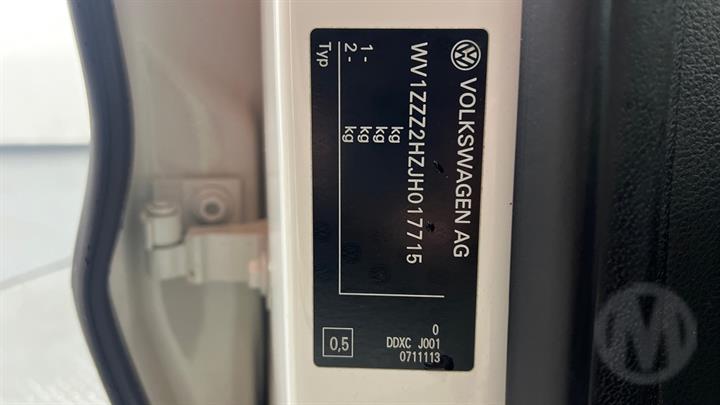 VOLKSWAGEN AG
WV1ZZZ2HZJH017715
kg
kg
1- kg
2- kg
Typ
0
DDXC J001
0711113
0,5
M